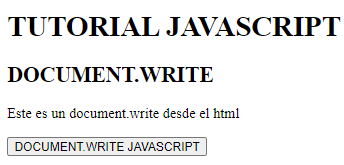 TUTORIAL JAVASCRIPT
DOCUMENT.WRITE
Este es un document.write desde el html
DOCUMENT.WRITE JAVASCRIPT